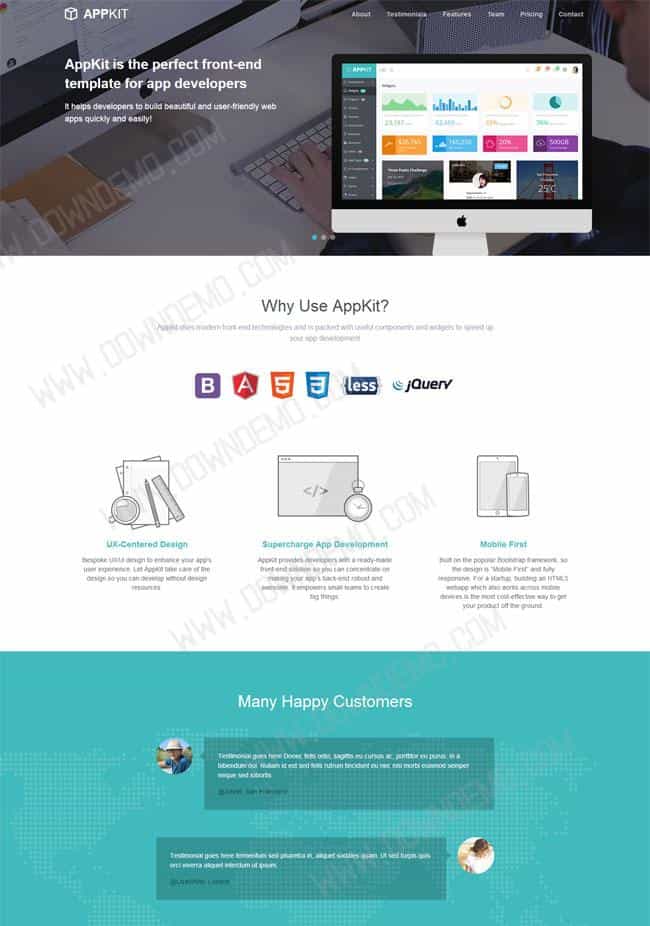 APPKIT
About Testimonials Features Team Pricing Contact
AppKit is the perfect front-end
template for app developers
It helps developers to build beautiful and user-friendly web
apps quickly and easily!
APPKIT
Widgets
23,747
$26,745
20%
500GB
25°C
WWW.DOWNDEMO.COM
Why Use AppKit?
AppKit uses modern front-end technologies and is packed with useful components and widgets to speed up
your app development
B A 5 3 {less} jQuery
</>
UX-Centered Design
Bespoke UX/UI design to enhance your app's
user experience. Let AppKit take care of the
design so you can develop without design
resources
Supercharge App Development
AppKit provides developers with a ready-made
front-end solution so you can concentrate on
making your app's back-end robust and
awesome. It empowers small teams to create
big things
Mobile First
Built on the popular Bootstrap framework, so
the design is "Mobile First" and fully
responsive. For a startup, building an HTML5
webapp which also works across mobile
devices is the most cost-effective way to get
your product off the ground.
Many Happy Customers
Testimonial goes here Donec felis odio, sagittis eu cursus ac, porttitor eu purus. In a
bibendum dui. Nullam id est sed felis rutrum tincidunt eu nec nisi morbi euismod semper
neque sed lobortis
San Francisco
Testimonial goes here fermentum sed pharetra in, aliquet sodales quam. Ut sed turpis quis
orci viverra aliquet interdum ut ipsum.
London